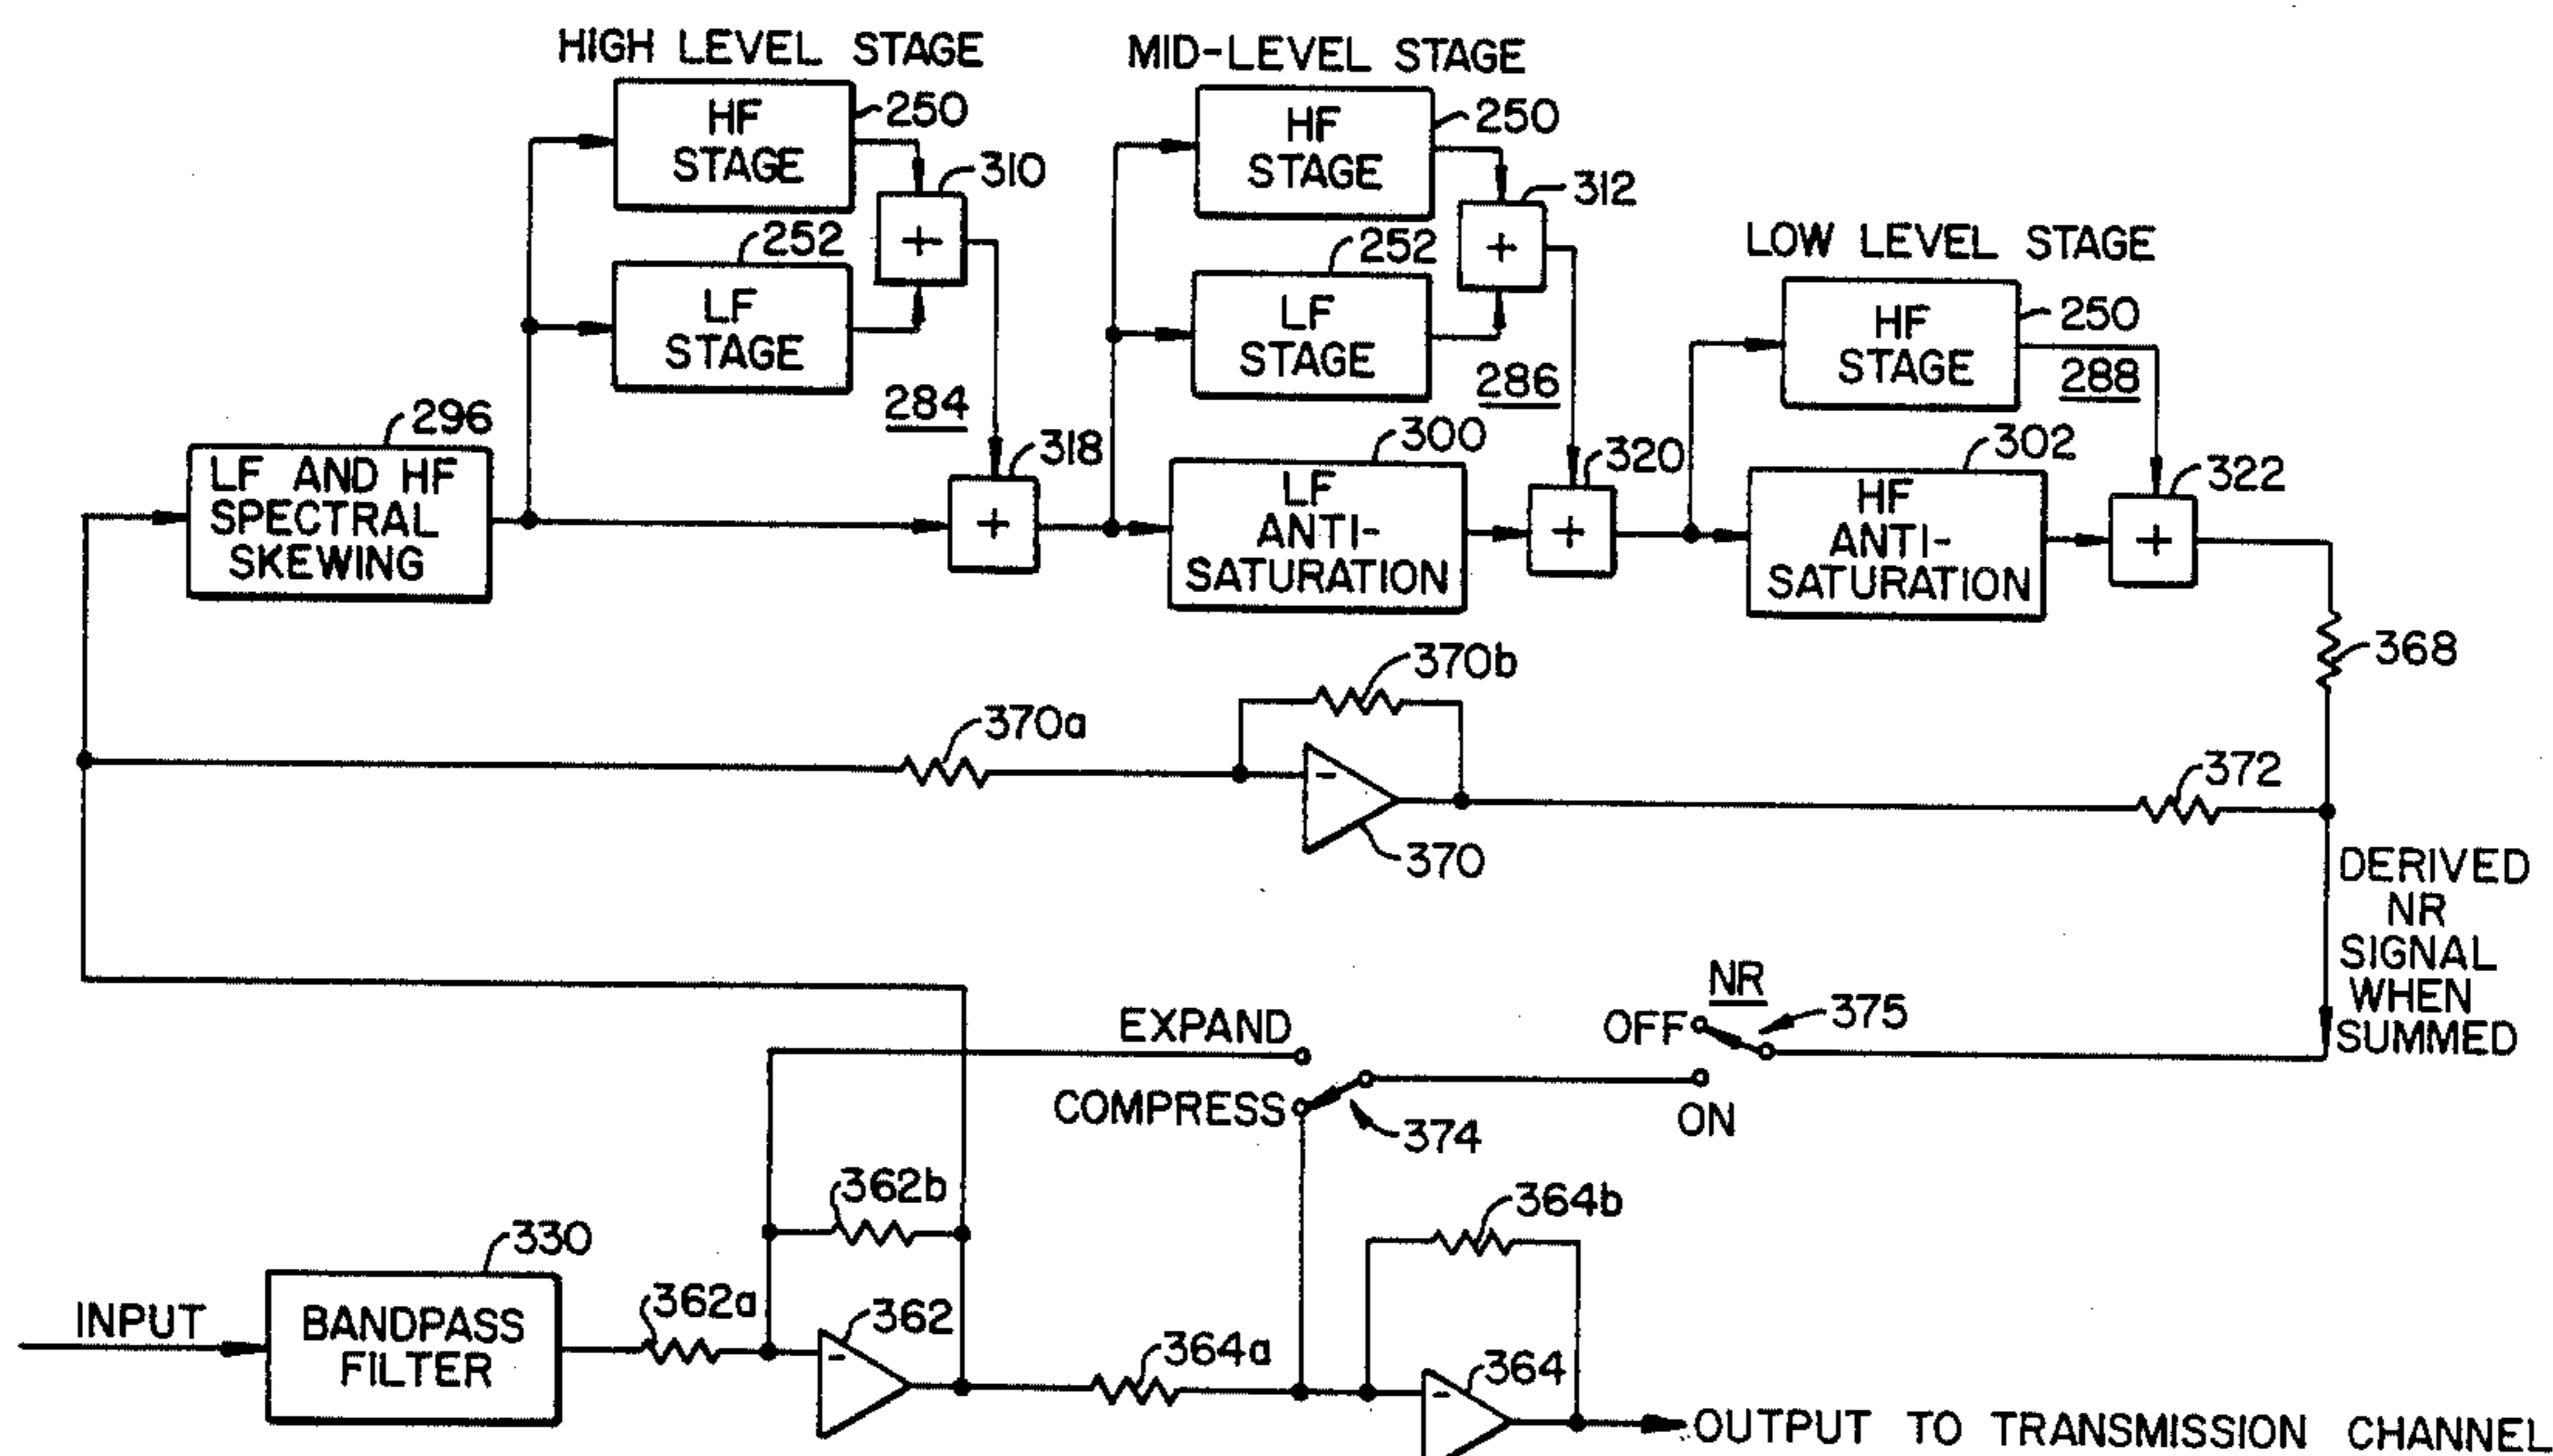 HIGH LEVEL STAGE
MID-LEVEL STAGE
HF
STAGE
250
310
+
LF
STAGE
252
284
HF
STAGE
250
312
+
LF
STAGE
252
286
LOW LEVEL STAGE
HF
STAGE
250
288
296
LF AND HF
SPECTRAL
SKEWING
318
+
300
LF
ANTI-
SATURATION
320
+
302
HF
ANTI-
SATURATION
322
+
368
370b
370a
-
370
372
DERIVED
NR
SIGNAL
WHEN
SUMMED
NR
OFF
375
ON
EXPAND
COMPRESS
374
362b
364b
330
INPUT
BANDPASS
FILTER
362a
-
362
364a
-
364
OUTPUT TO TRANSMISSION CHANNEL